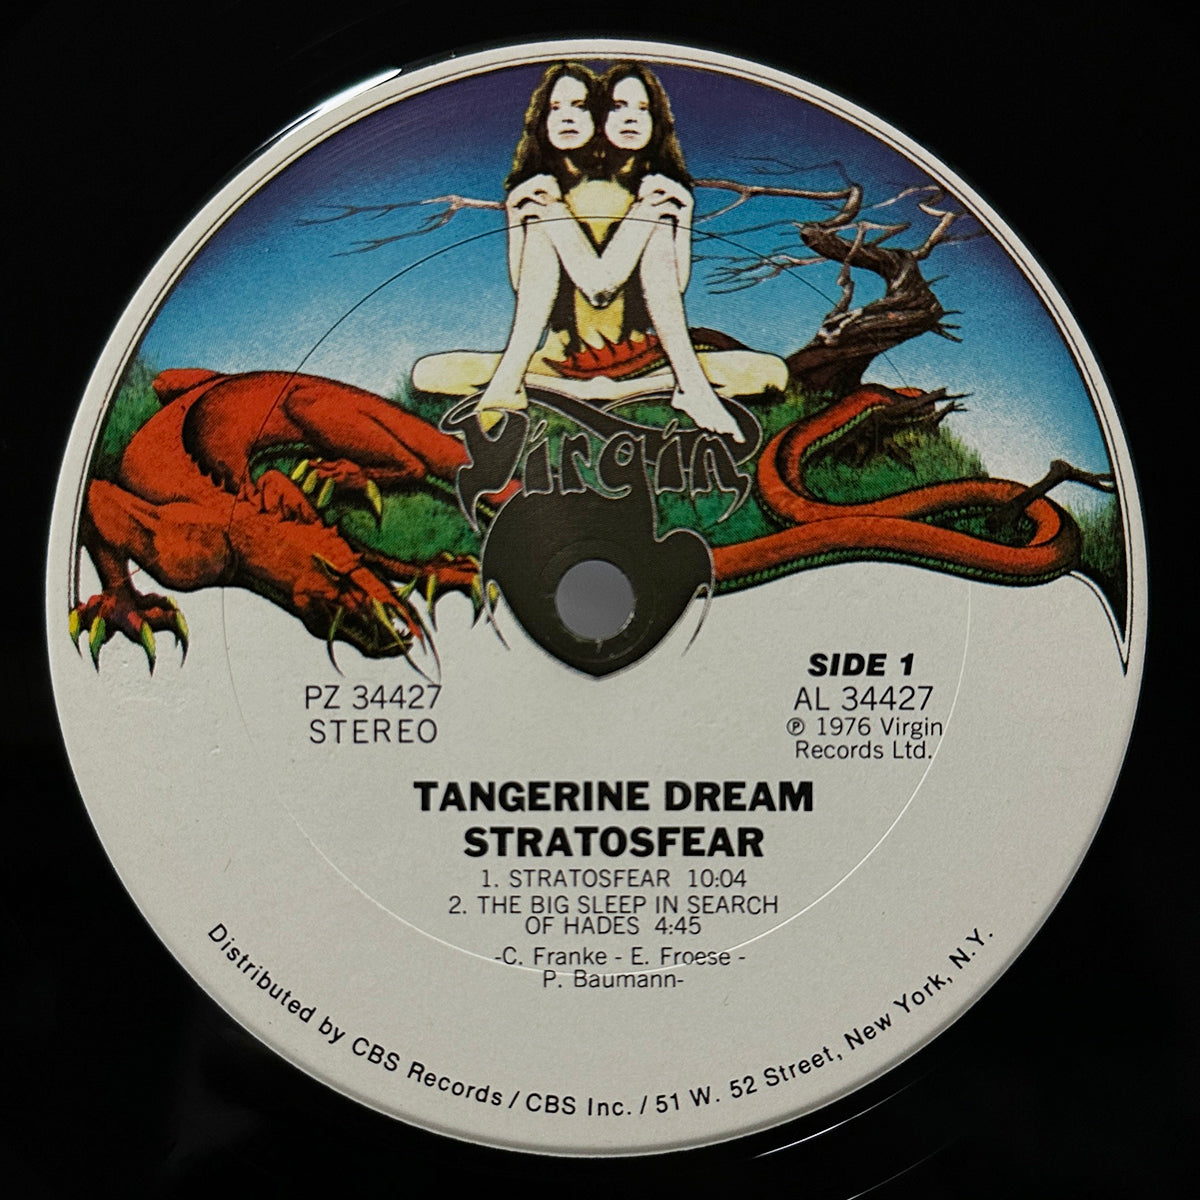 Virgin
PZ 34427
STEREO
SIDE 1
AL 34427
℗ 1976 Virgin
Records Ltd.
TANGERINE DREAM
STRATOSFEAR
1. STRATOSFEAR 10:04
2. THE BIG SLEEP IN SEARCH
OF HADES 4:45
-C. Franke - E. Froese -
P. Baumann-
Distributed by CBS Records / CBS Inc. / 51 W. 52 Street, New York, N.Y.